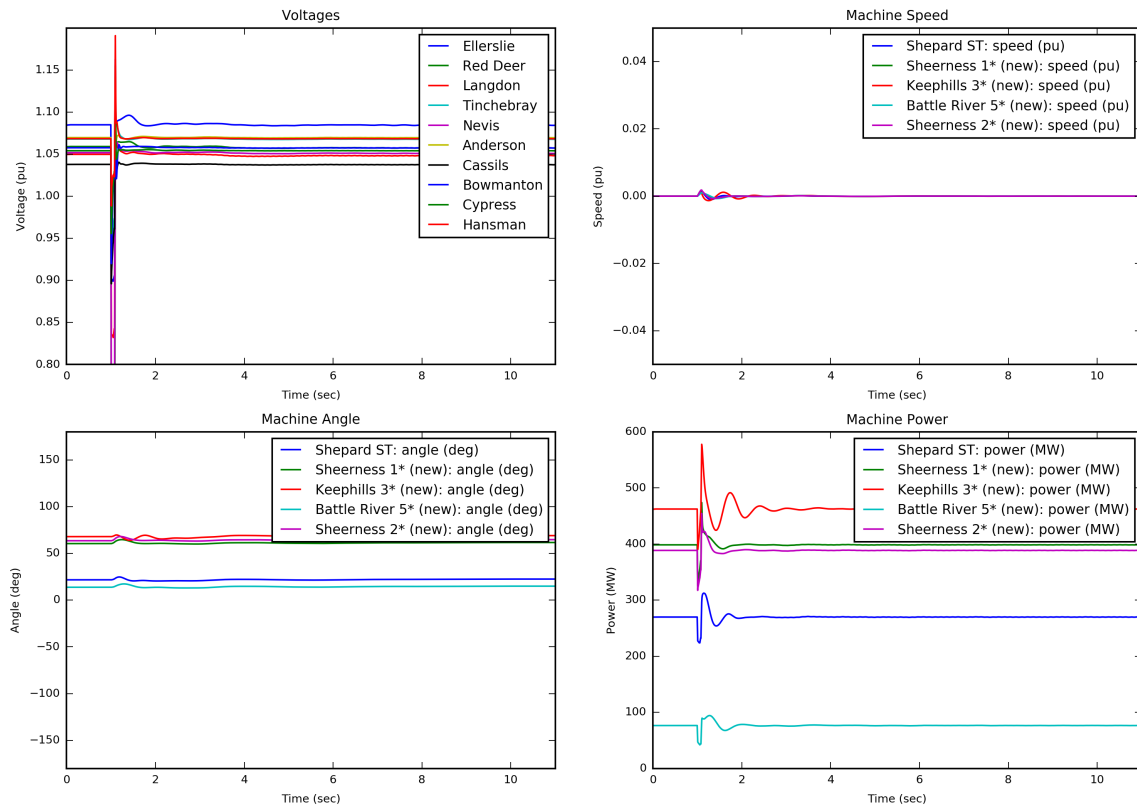 Voltages
1.15
1.10
1.05
1.00
0.95
0.90
0.85
0.80
Voltage (pu)
0 2 4 6 8 10
Time (sec)
Ellerslie
Red Deer
Langdon
Tinchebray
Nevis
Anderson
Cassils
Bowmanton
Cypress
Hansman
Machine Speed
0.04
0.02
0.00
−0.02
−0.04
Speed (pu)
0 2 4 6 8 10
Time (sec)
Shepard ST: speed (pu)
Sheerness 1* (new): speed (pu)
Keephills 3* (new): speed (pu)
Battle River 5* (new): speed (pu)
Sheerness 2* (new): speed (pu)
Machine Angle
150
100
50
0
−50
−100
−150
Angle (deg)
0 2 4 6 8 10
Time (sec)
Shepard ST: angle (deg)
Sheerness 1* (new): angle (deg)
Keephills 3* (new): angle (deg)
Battle River 5* (new): angle (deg)
Sheerness 2* (new): angle (deg)
Machine Power
600
500
400
300
200
100
0
Power (MW)
0 2 4 6 8 10
Time (sec)
Shepard ST: power (MW)
Sheerness 1* (new): power (MW)
Keephills 3* (new): power (MW)
Battle River 5* (new): power (MW)
Sheerness 2* (new): power (MW)